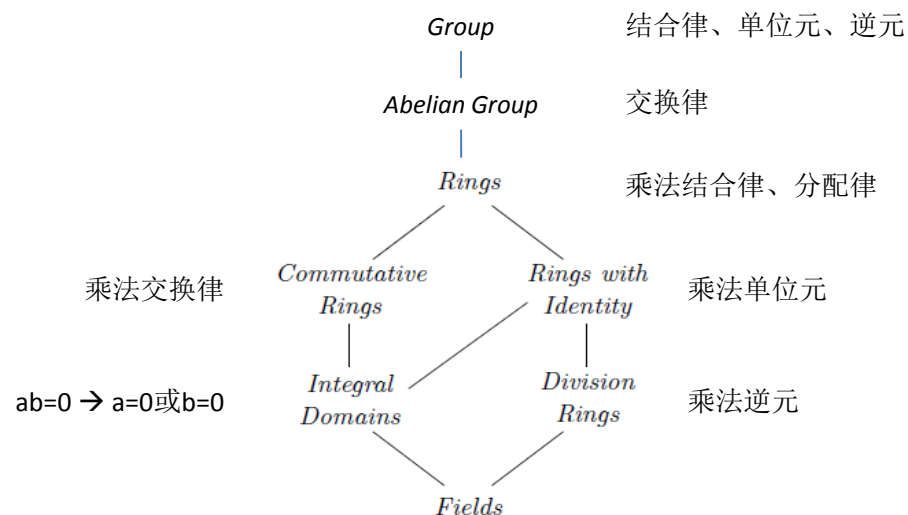 Group 结合律、单位元、逆元
Abelian Group 交换律
Rings 乘法结合律、分配律
乘法交换律
Commutative
Rings
Rings with
Identity
乘法单位元
ab=0 → a=0或b=0
Integral
Domains
Division
Rings
乘法逆元
Fields